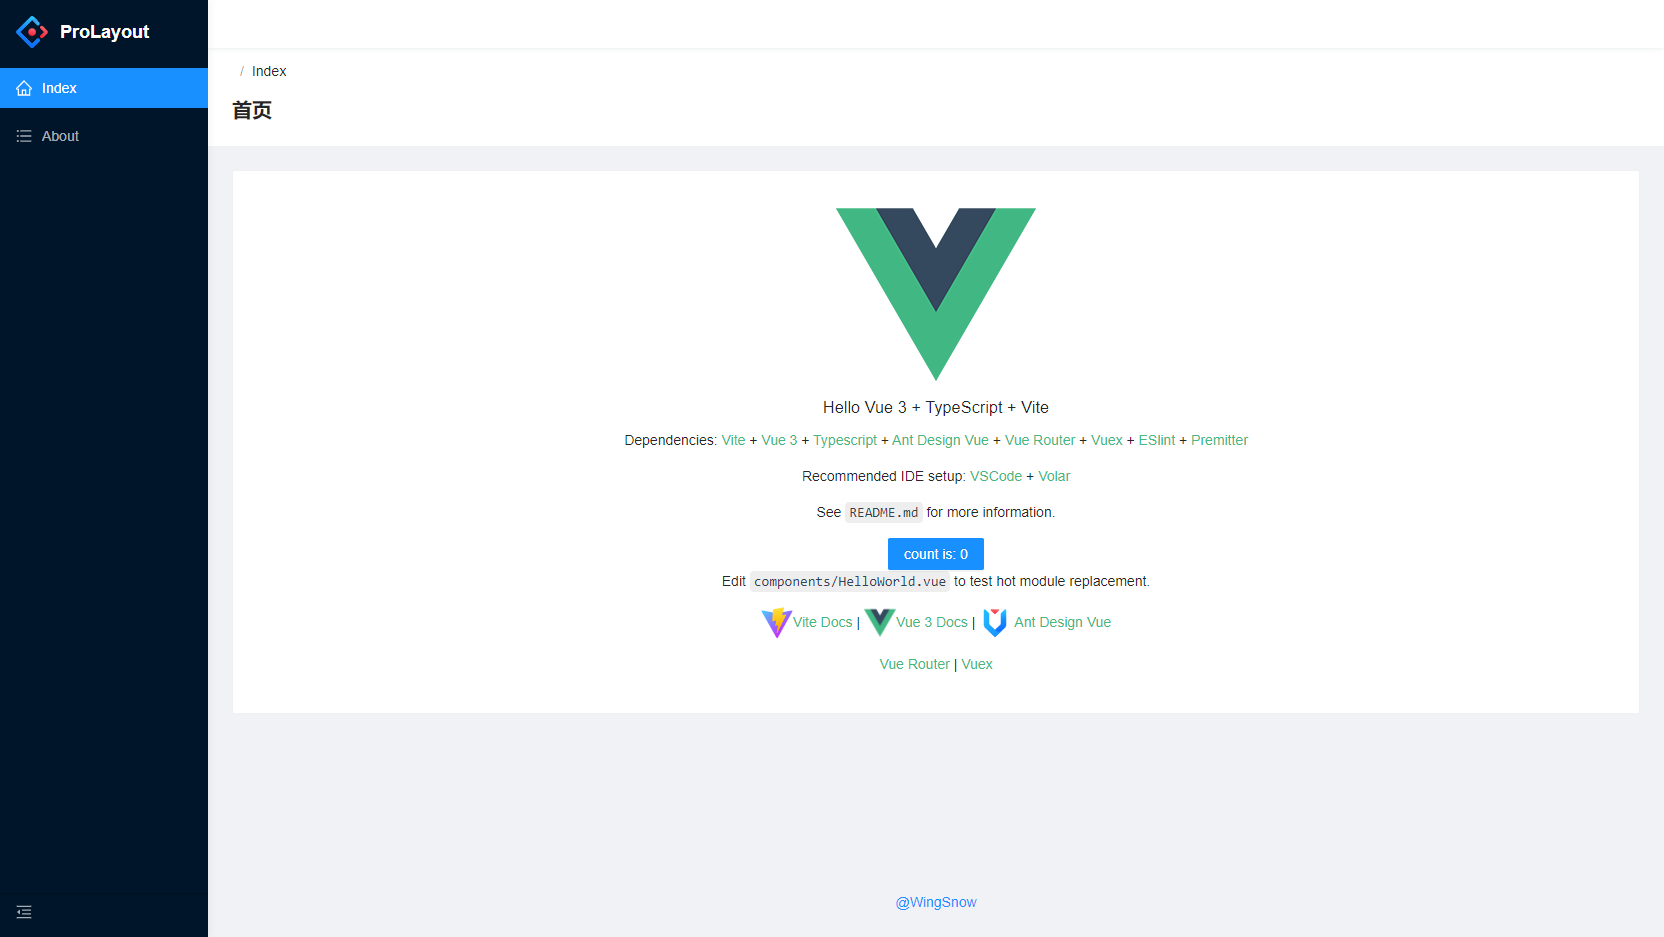 ProLayout
Index
About
/ Index
首页
Hello Vue 3 + TypeScript + Vite
Dependencies: Vite + Vue 3 + Typescript + Ant Design Vue + Vue Router + Vuex + ESlint + Premitter
Recommended IDE setup: VSCode + Volar
See README.md for more information.
count is: 0
Edit components/HelloWorld.vue to test hot module replacement.
Vite Docs | Vue 3 Docs | Ant Design Vue
Vue Router | Vuex
@WingSnow